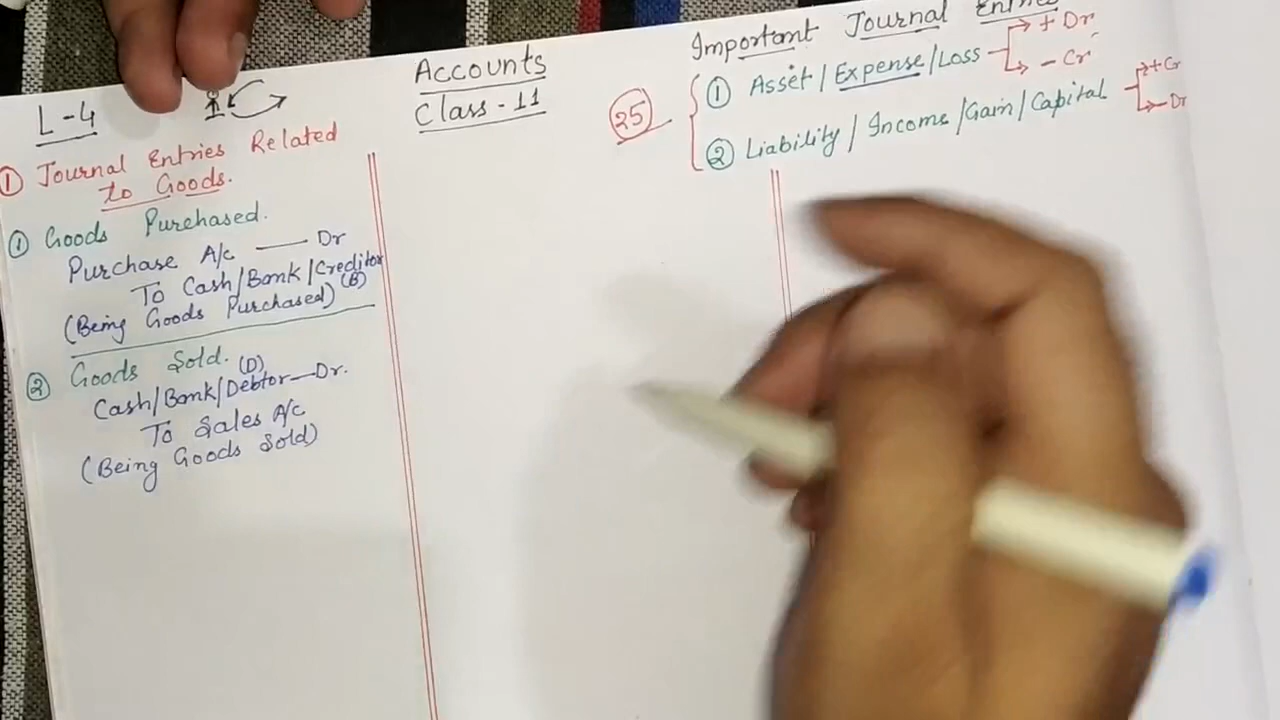 L-4
Accounts
Class-11
① Journal Entries Related
to Goods.
① Goods Purchased.
Purchase A/c —— Dr
To Cash/Bank/Creditor
(B)
(Being Goods Purchased)
② Goods Sold.
(D)
Cash/Bank/Debtor—Dr.
To Sales A/c
(Being Goods Sold)
Important Journal Entries
25
① Asset/Expense/Loss
+ Dr
- Cr
② Liability/Income/Gain/Capital
+ Cr
- Dr